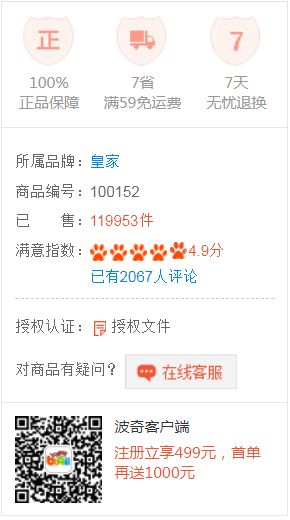 正
7
100%
7省
7天
正品保障
满59免运费
无忧退换
所属品牌：皇家
商品编号：100152
已 售：119953件
满意指数：4.9分
已有2067人评论
授权认证：授权文件
对商品有疑问？ 在线客服
波奇客户端
注册立享499元，首单
再送1000元